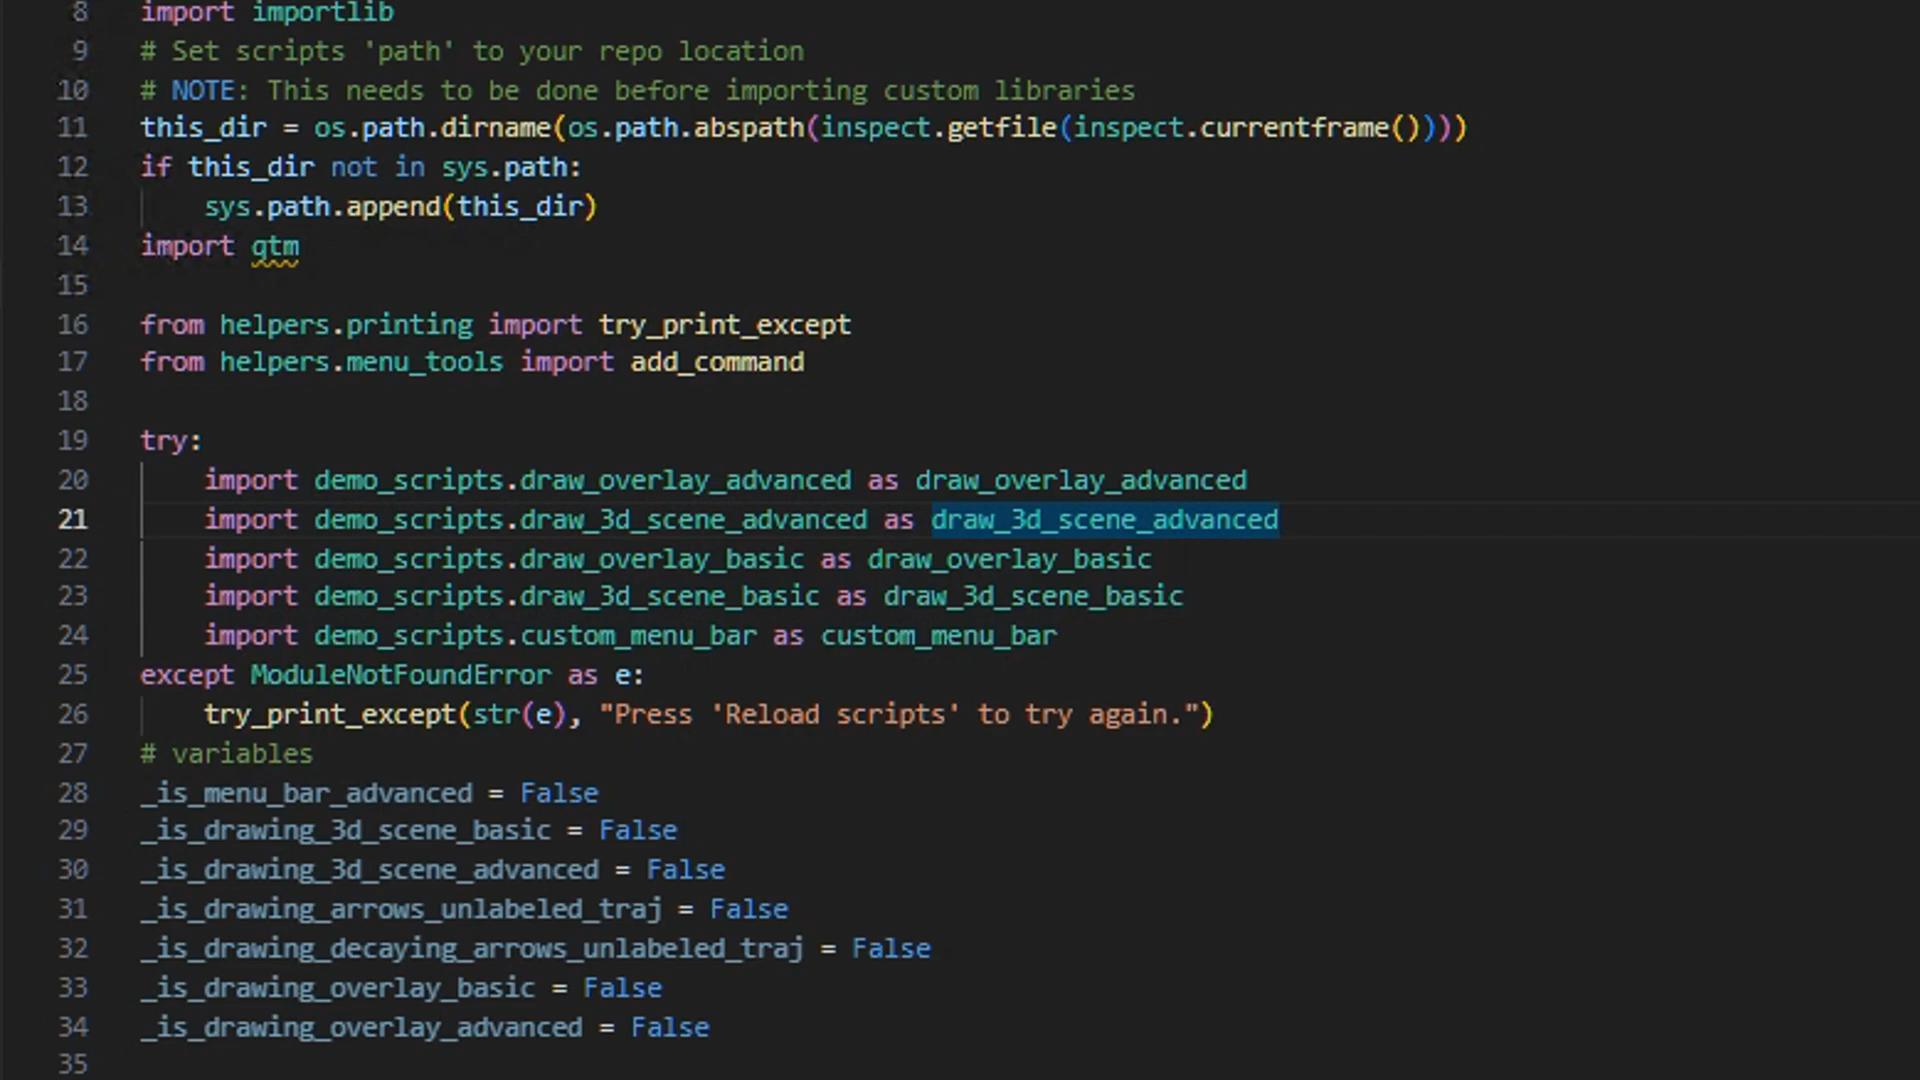 8 import importlib
9 # Set scripts 'path' to your repo location
10 # NOTE: This needs to be done before importing custom libraries
11 this_dir = os.path.dirname(os.path.abspath(inspect.getfile(inspect.currentframe())))
12 if this_dir not in sys.path:
13     sys.path.append(this_dir)
14 import qtm
15
16 from helpers.printing import try_print_except
17 from helpers.menu_tools import add_command
18
19 try:
20     import demo_scripts.draw_overlay_advanced as draw_overlay_advanced
21     import demo_scripts.draw_3d_scene_advanced as draw_3d_scene_advanced
22     import demo_scripts.draw_overlay_basic as draw_overlay_basic
23     import demo_scripts.draw_3d_scene_basic as draw_3d_scene_basic
24     import demo_scripts.custom_menu_bar as custom_menu_bar
25 except ModuleNotFoundError as e:
26     try_print_except(str(e), "Press 'Reload scripts' to try again.")
27 # variables
28 _is_menu_bar_advanced = False
29 _is_drawing_3d_scene_basic = False
30 _is_drawing_3d_scene_advanced = False
31 _is_drawing_arrows_unlabeled_traj = False
32 _is_drawing_decaying_arrows_unlabeled_traj = False
33 _is_drawing_overlay_basic = False
34 _is_drawing_overlay_advanced = False
35